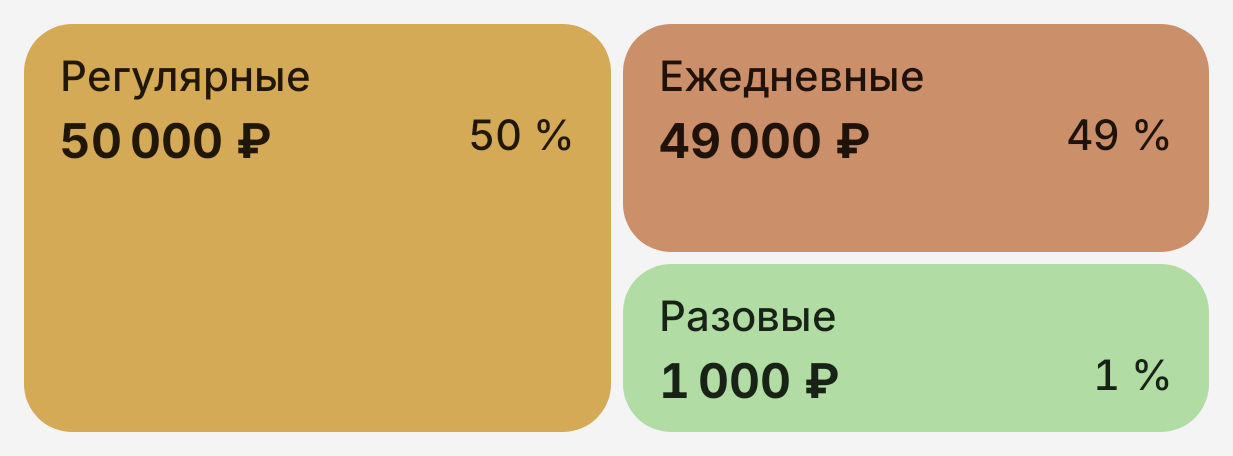 Регулярные
50 000 ₽
50 %
Ежедневные
49 000 ₽
49 %
Разовые
1 000 ₽
1 %